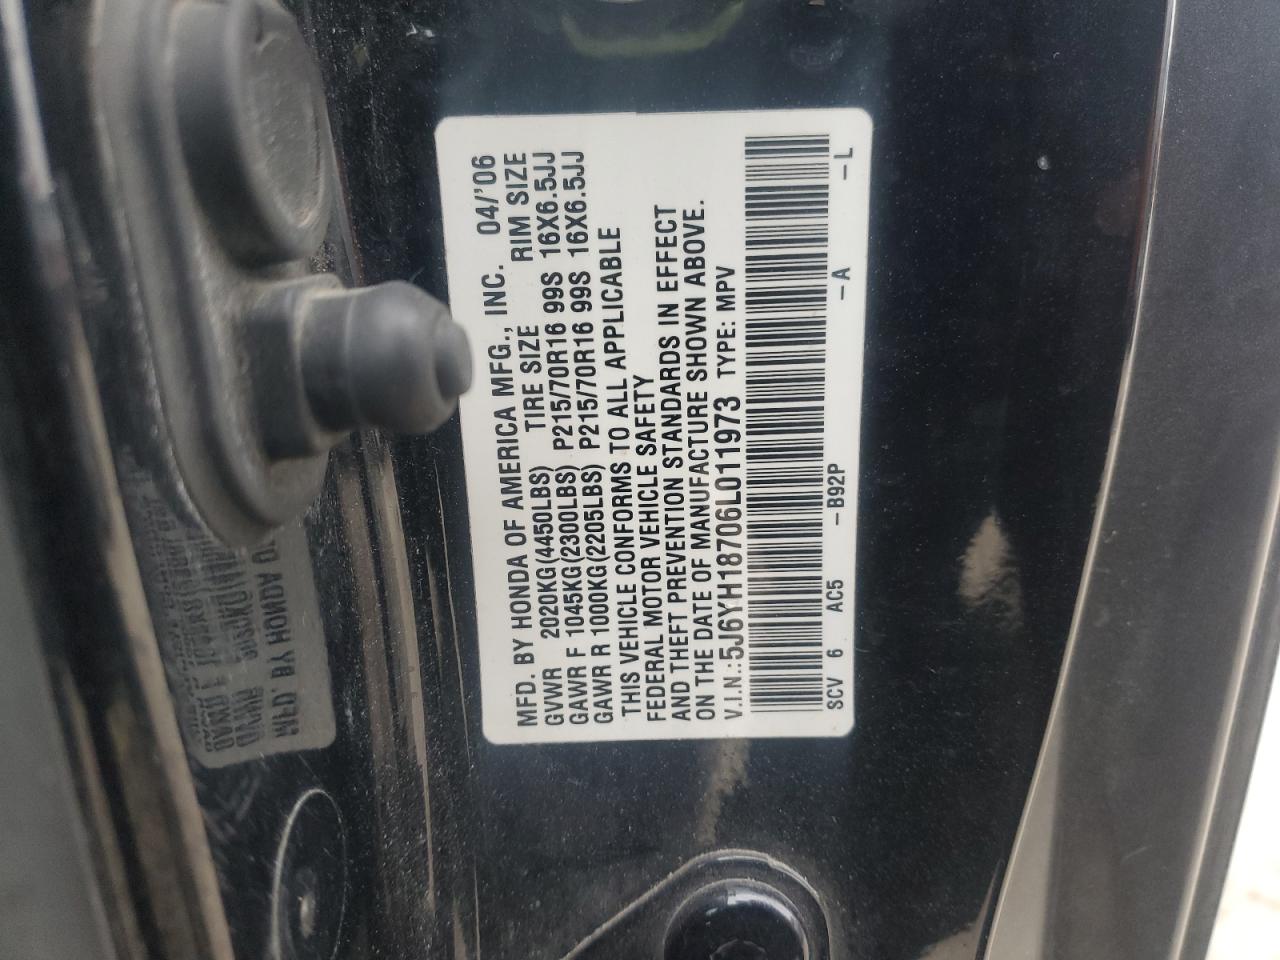 MFD. BY HONDA OF AMERICA MFG., INC. 04/'06
GVWR 2020KG(4450LBS) TIRE SIZE RIM SIZE
GAWR F 1045KG(2300LBS) P215/70R16 99S 16X6.5JJ
GAWR R 1000KG(2205LBS) P215/70R16 99S 16X6.5JJ
THIS VEHICLE CONFORMS TO ALL APPLICABLE
FEDERAL MOTOR VEHICLE SAFETY
AND THEFT PREVENTION STANDARDS IN EFFECT
ON THE DATE OF MANUFACTURE SHOWN ABOVE.
V.I.N.:5J6YH18706L011973 TYPE: MPV
SCV 6 AC5 -B92P -A -L
MFD. BY HONDA O